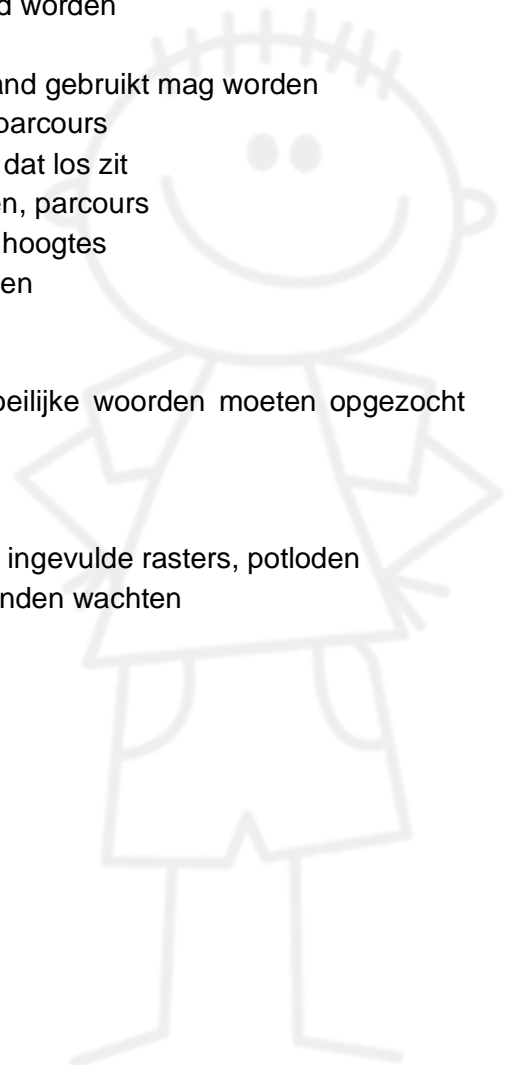 worden
and gebruikt mag worden
parcours
dat los zit
en, parcours
hoogtes
en
oeilijke woorden moeten opgezocht
ingevulde rasters, potloden
nden wachten